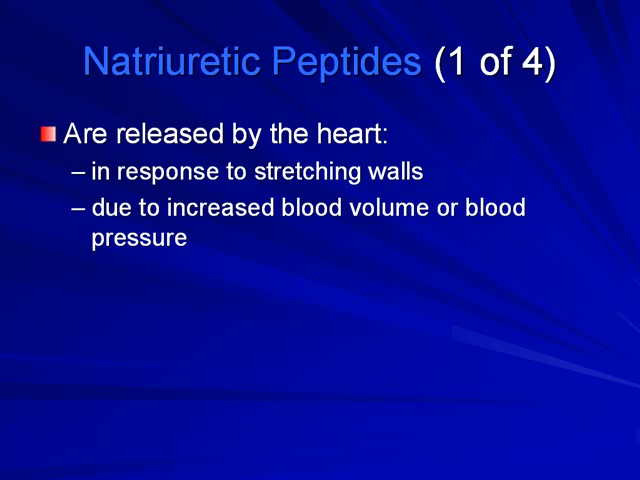 Natriuretic Peptides (1 of 4)
Are released by the heart:
– in response to stretching walls
– due to increased blood volume or blood
pressure